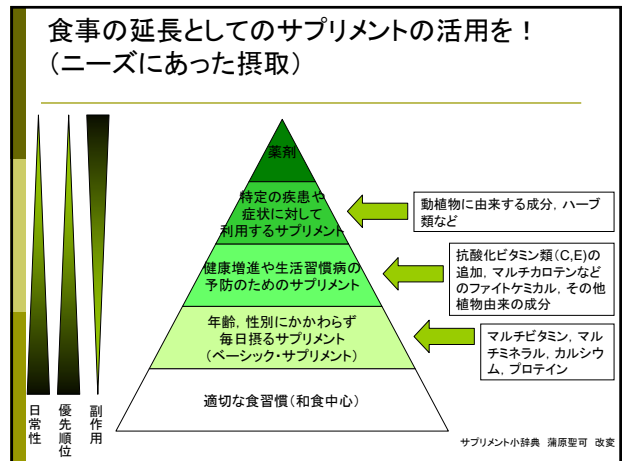 食事の延長としてのサプリメントの活用を！
（ニーズにあった摂取）
薬剤
特定の疾患や
症状に対して
利用するサプリメント
動植物に由来する成分，ハーブ
類など
健康増進や生活習慣病の
予防のためのサプリメント
抗酸化ビタミン類（C,E）の
追加，マルチカロテンなど
のファイトケミカル，その他
植物由来の成分
年齢，性別にかかわらず
毎日摂るサプリメント
（ベーシック・サプリメント）
マルチビタミン，マル
チミネラル，カルシウ
ム，プロテイン
適切な食習慣（和食中心）
日常性
優先順位
副作用
サプリメント小辞典　蒲原聖可　改変